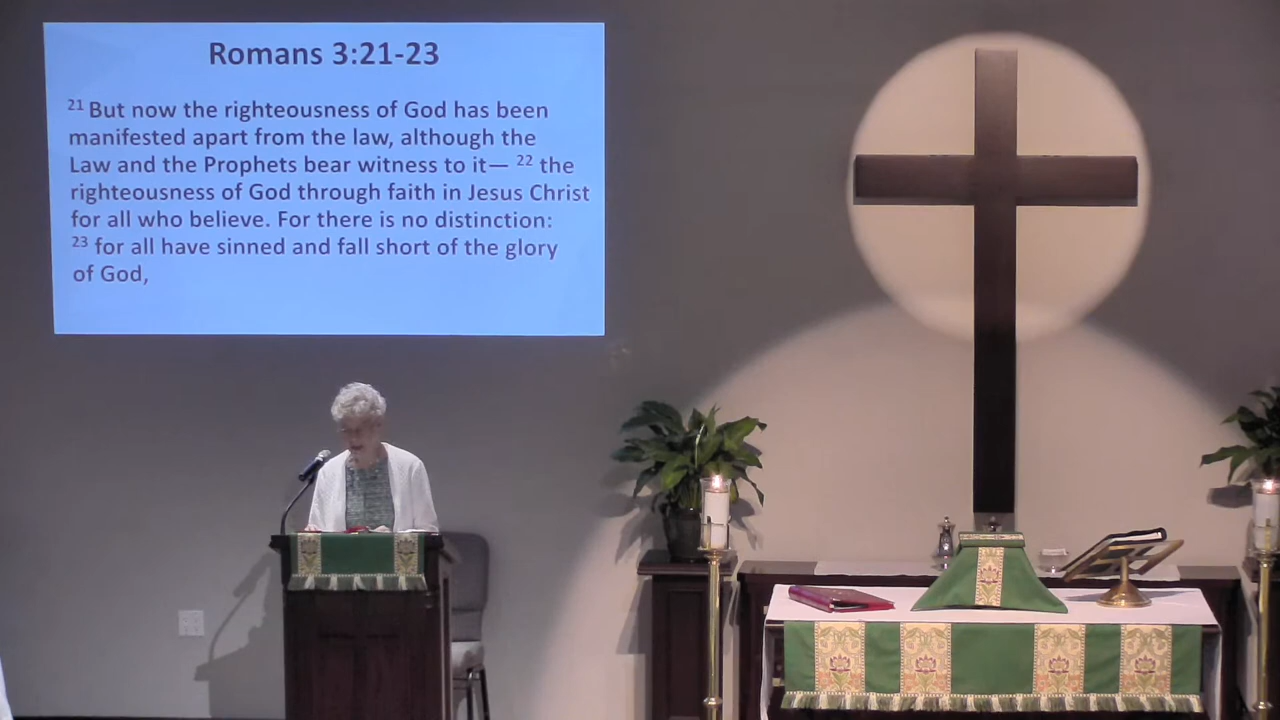 Romans 3:21-23
21 But now the righteousness of God has been
manifested apart from the law, although the
Law and the Prophets bear witness to it— 22 the
righteousness of God through faith in Jesus Christ
for all who believe. For there is no distinction:
23 for all have sinned and fall short of the glory
of God,